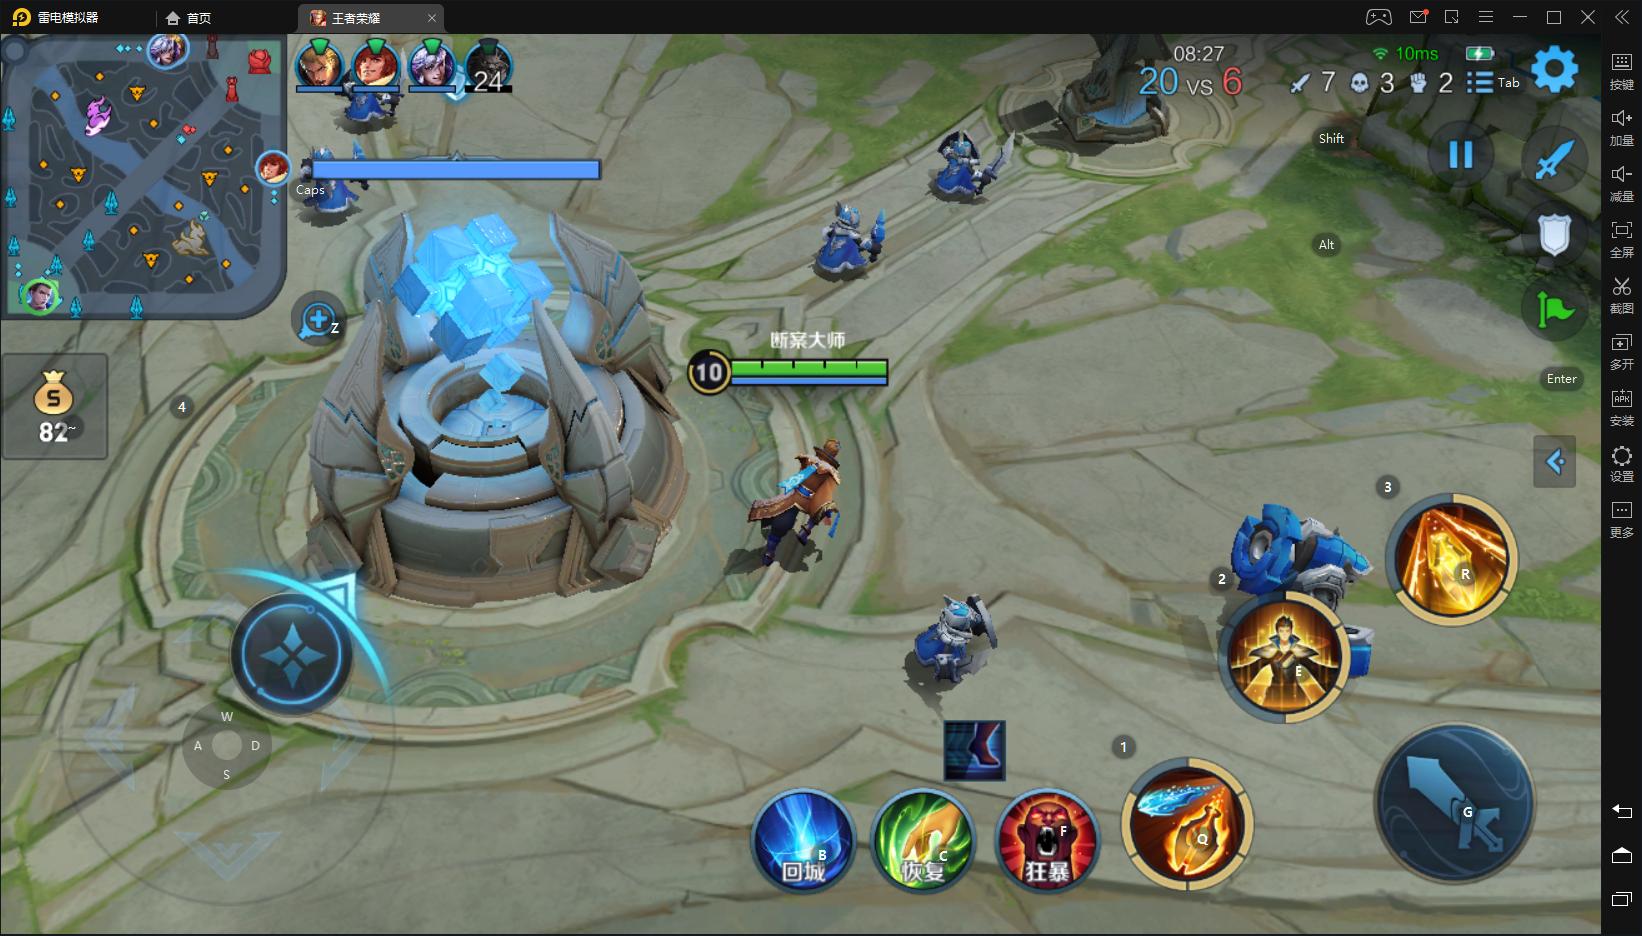 雷电模拟器
首页
王者荣耀
24
08:27
20 VS 6
10ms
7 3 2
Tab
Shift
Caps
Alt
Z
断案大师
10
Enter
S
82~
4
3
R
2
E
W
A D
S
1
B
回城
C
恢复
F
狂暴
Q
G
按键
加量
减量
全屏
截图
多开
APK
安装
设置
更多